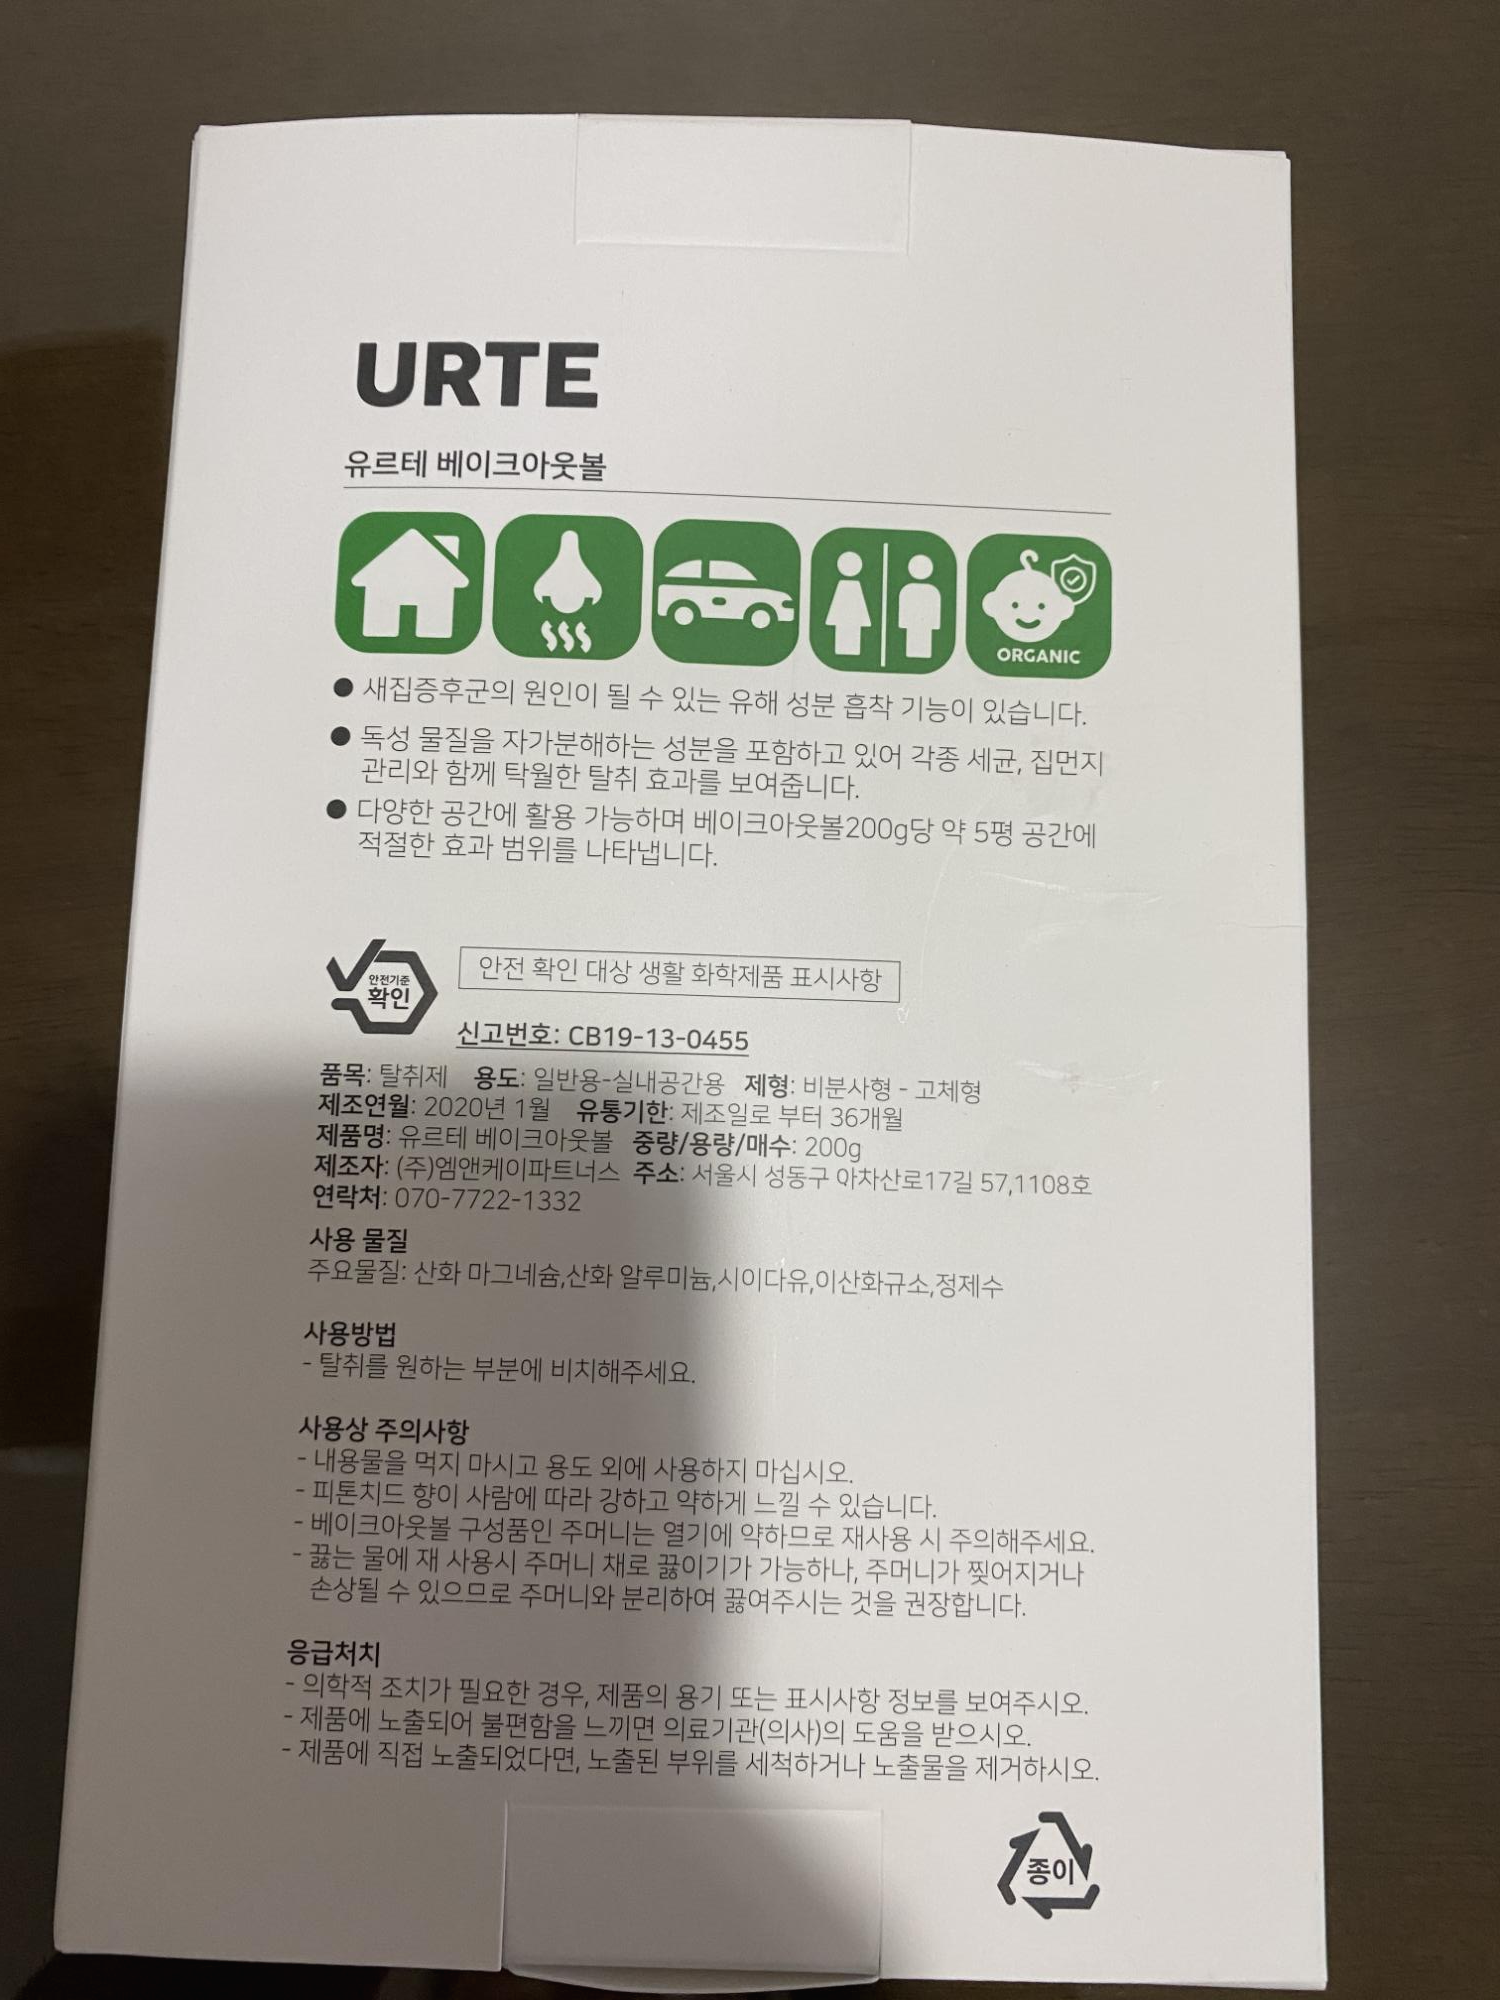 URTE
유르테 베이크아웃볼
ORGANIC
● 새집증후군의 원인이 될 수 있는 유해 성분 흡착 기능이 있습니다.
● 독성 물질을 자가분해하는 성분을 포함하고 있어 각종 세균, 집먼지
관리와 함께 탁월한 탈취 효과를 보여줍니다.
● 다양한 공간에 활용 가능하며 베이크아웃볼200g당 약 5평 공간에
적절한 효과 범위를 나타냅니다.
안전기준
확인
안전 확인 대상 생활 화학제품 표시사항
신고번호: CB19-13-0455
품목: 탈취제 용도: 일반용-실내공간용 제형: 비분사형 - 고체형
제조연월: 2020년 1월 유통기한: 제조일로 부터 36개월
제품명: 유르테 베이크아웃볼 중량/용량/매수: 200g
제조자: (주)엠앤케이파트너스 주소: 서울시 성동구 아차산로17길 57,1108호
연락처: 070-7722-1332
사용 물질
주요물질: 산화 마그네슘,산화 알루미늄,시이다유,이산화규소,정제수
사용방법
- 탈취를 원하는 부분에 비치해주세요.
사용상 주의사항
- 내용물을 먹지 마시고 용도 외에 사용하지 마십시오.
- 피톤치드 향이 사람에 따라 강하고 약하게 느낄 수 있습니다.
- 베이크아웃볼 구성품인 주머니는 열기에 약하므로 재사용 시 주의해주세요.
- 끓는 물에 재 사용시 주머니 채로 끓이기가 가능하나, 주머니가 찢어지거나
손상될 수 있으므로 주머니와 분리하여 끓여주시는 것을 권장합니다.
응급처치
- 의학적 조치가 필요한 경우, 제품의 용기 또는 표시사항 정보를 보여주시오.
- 제품에 노출되어 불편함을 느끼면 의료기관(의사)의 도움을 받으시오.
- 제품에 직접 노출되었다면, 노출된 부위를 세척하거나 노출물을 제거하시오.
종이